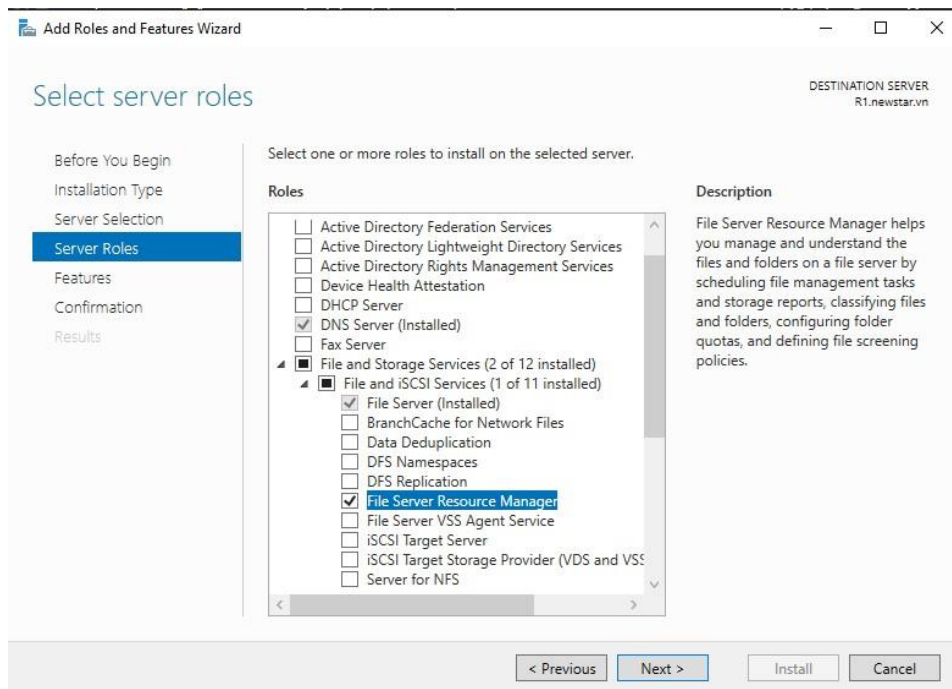 Add Roles and Features Wizard
Select server roles
DESTINATION SERVER
R1.newstar.vn
Before You Begin
Installation Type
Server Selection
Server Roles
Features
Confirmation
Results
Select one or more roles to install on the selected server.
Roles
Active Directory Federation Services
Active Directory Lightweight Directory Services
Active Directory Rights Management Services
Device Health Attestation
DHCP Server
DNS Server (Installed)
Fax Server
File and Storage Services (2 of 12 installed)
File and iSCSI Services (1 of 11 installed)
File Server (Installed)
BranchCache for Network Files
Data Deduplication
DFS Namespaces
DFS Replication
File Server Resource Manager
File Server VSS Agent Service
iSCSI Target Server
iSCSI Target Storage Provider (VDS and VSS
Server for NFS
Description
File Server Resource Manager helps
you manage and understand the
files and folders on a file server by
scheduling file management tasks
and storage reports, classifying files
and folders, configuring folder
quotas, and defining file screening
policies.
< Previous
Next >
Install
Cancel